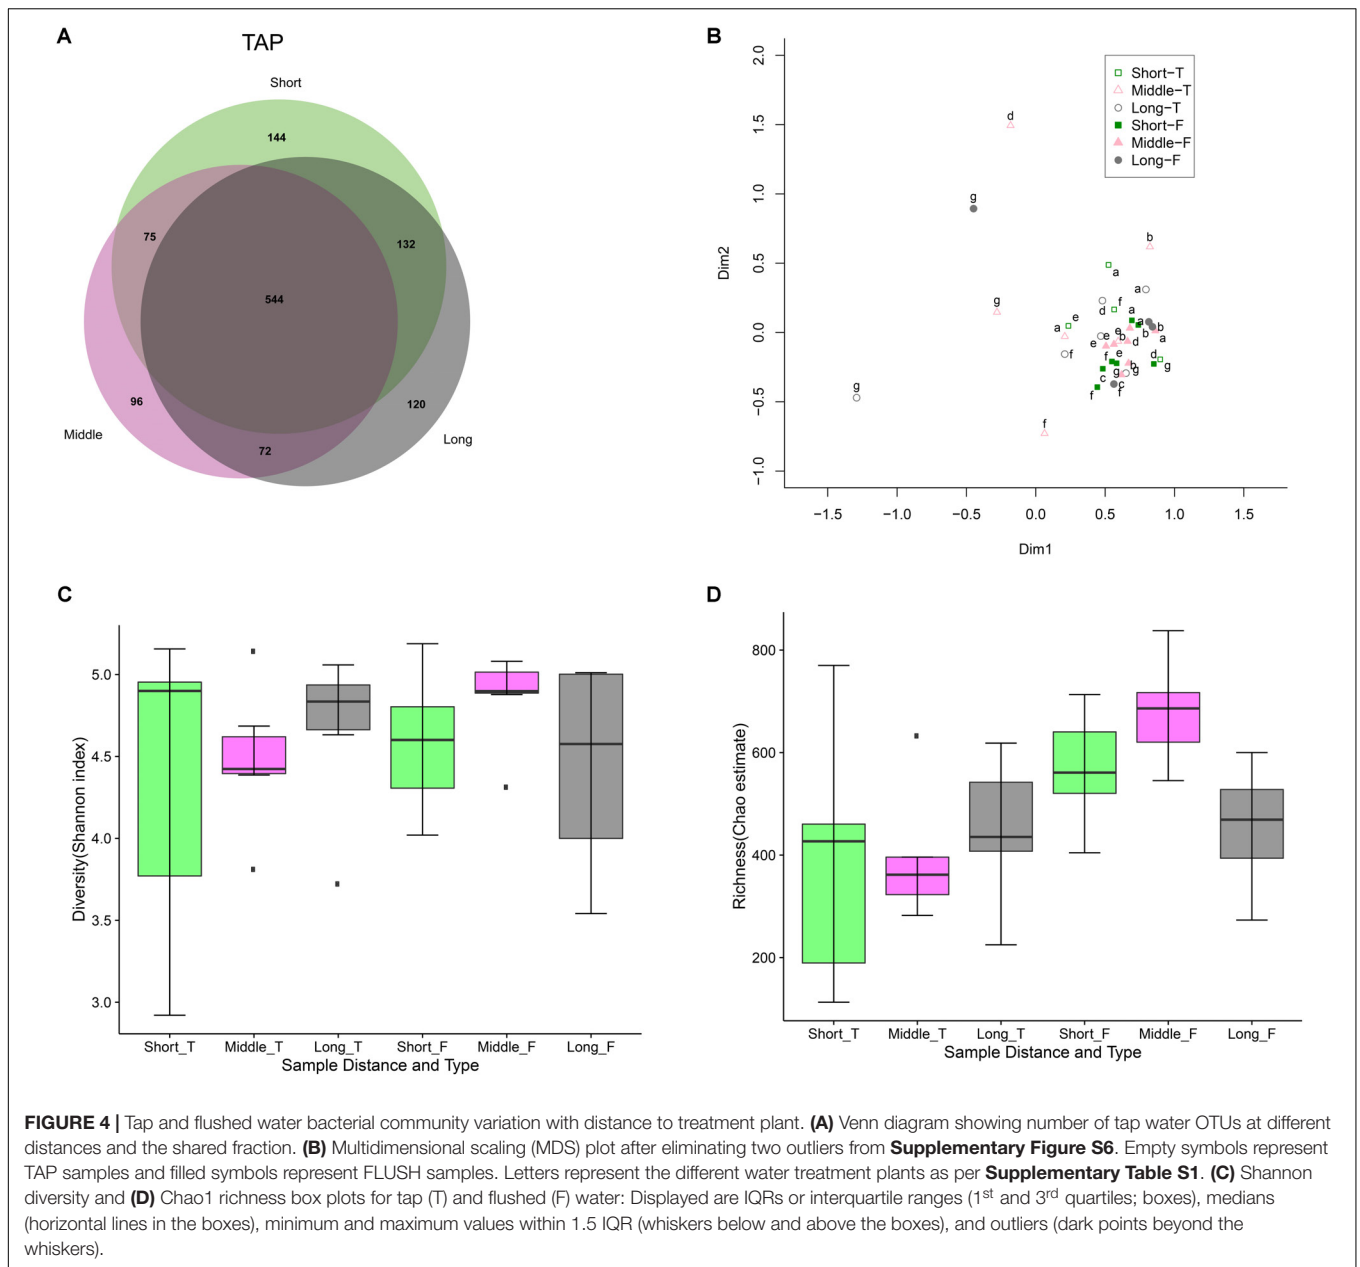 A
TAP
Short
144
75
132
544
96
120
Middle
Long
72
B
2.0
1.5
1.0
0.5
0.0
−0.5
−1.0
Dim2
−1.5
−1.0
−0.5
0.0
0.5
1.0
1.5
Dim1
Short−T
Middle−T
Long−T
Short−F
Middle−F
Long−F
d
g
b
a
a
g
f
d
e
a
a
a
b
b
a
e
e
b
d
f
f
e
d
g
g
g
b
c
c
g
f
f
f
C
5.0
4.5
4.0
3.5
3.0
Diversity(Shannon index)
Short_T
Middle_T
Long_T
Short_F
Middle_F
Long_F
Sample Distance and Type
D
800
600
400
200
Richness(Chao estimate)
Short_T
Middle_T
Long_T
Short_F
Middle_F
Long_F
Sample Distance and Type
FIGURE 4 | Tap and flushed water bacterial community variation with distance to treatment plant. (A) Venn diagram showing number of tap water OTUs at different
distances and the shared fraction. (B) Multidimensional scaling (MDS) plot after eliminating two outliers from Supplementary Figure S6. Empty symbols represent
TAP samples and filled symbols represent FLUSH samples. Letters represent the different water treatment plants as per Supplementary Table S1. (C) Shannon
diversity and (D) Chao1 richness box plots for tap (T) and flushed (F) water: Displayed are IQRs or interquartile ranges (1st and 3rd quartiles; boxes), medians
(horizontal lines in the boxes), minimum and maximum values within 1.5 IQR (whiskers below and above the boxes), and outliers (dark points beyond the
whiskers).